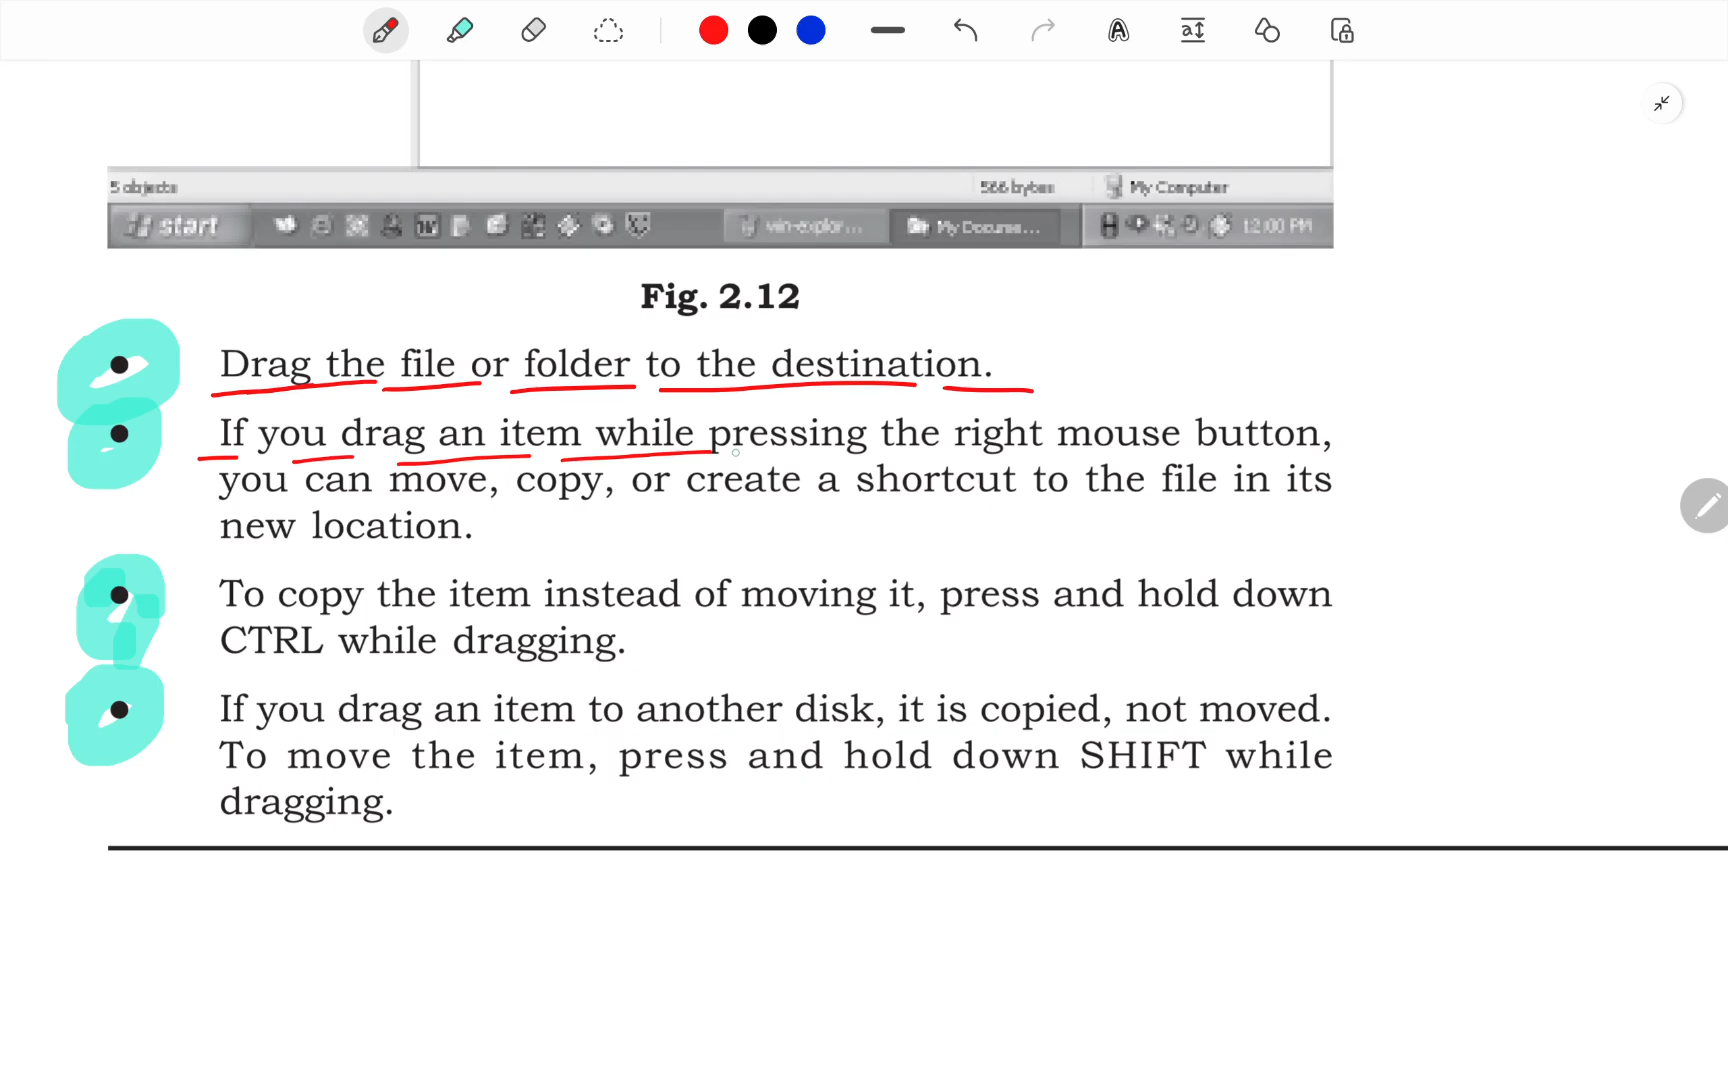 5 objects 566 bytes My Computer
start win-explor... My Docume... 12:00 PM
Fig. 2.12
• Drag the file or folder to the destination.
• If you drag an item while pressing the right mouse button,
you can move, copy, or create a shortcut to the file in its
new location.
• To copy the item instead of moving it, press and hold down
CTRL while dragging.
• If you drag an item to another disk, it is copied, not moved.
To move the item, press and hold down SHIFT while
dragging.